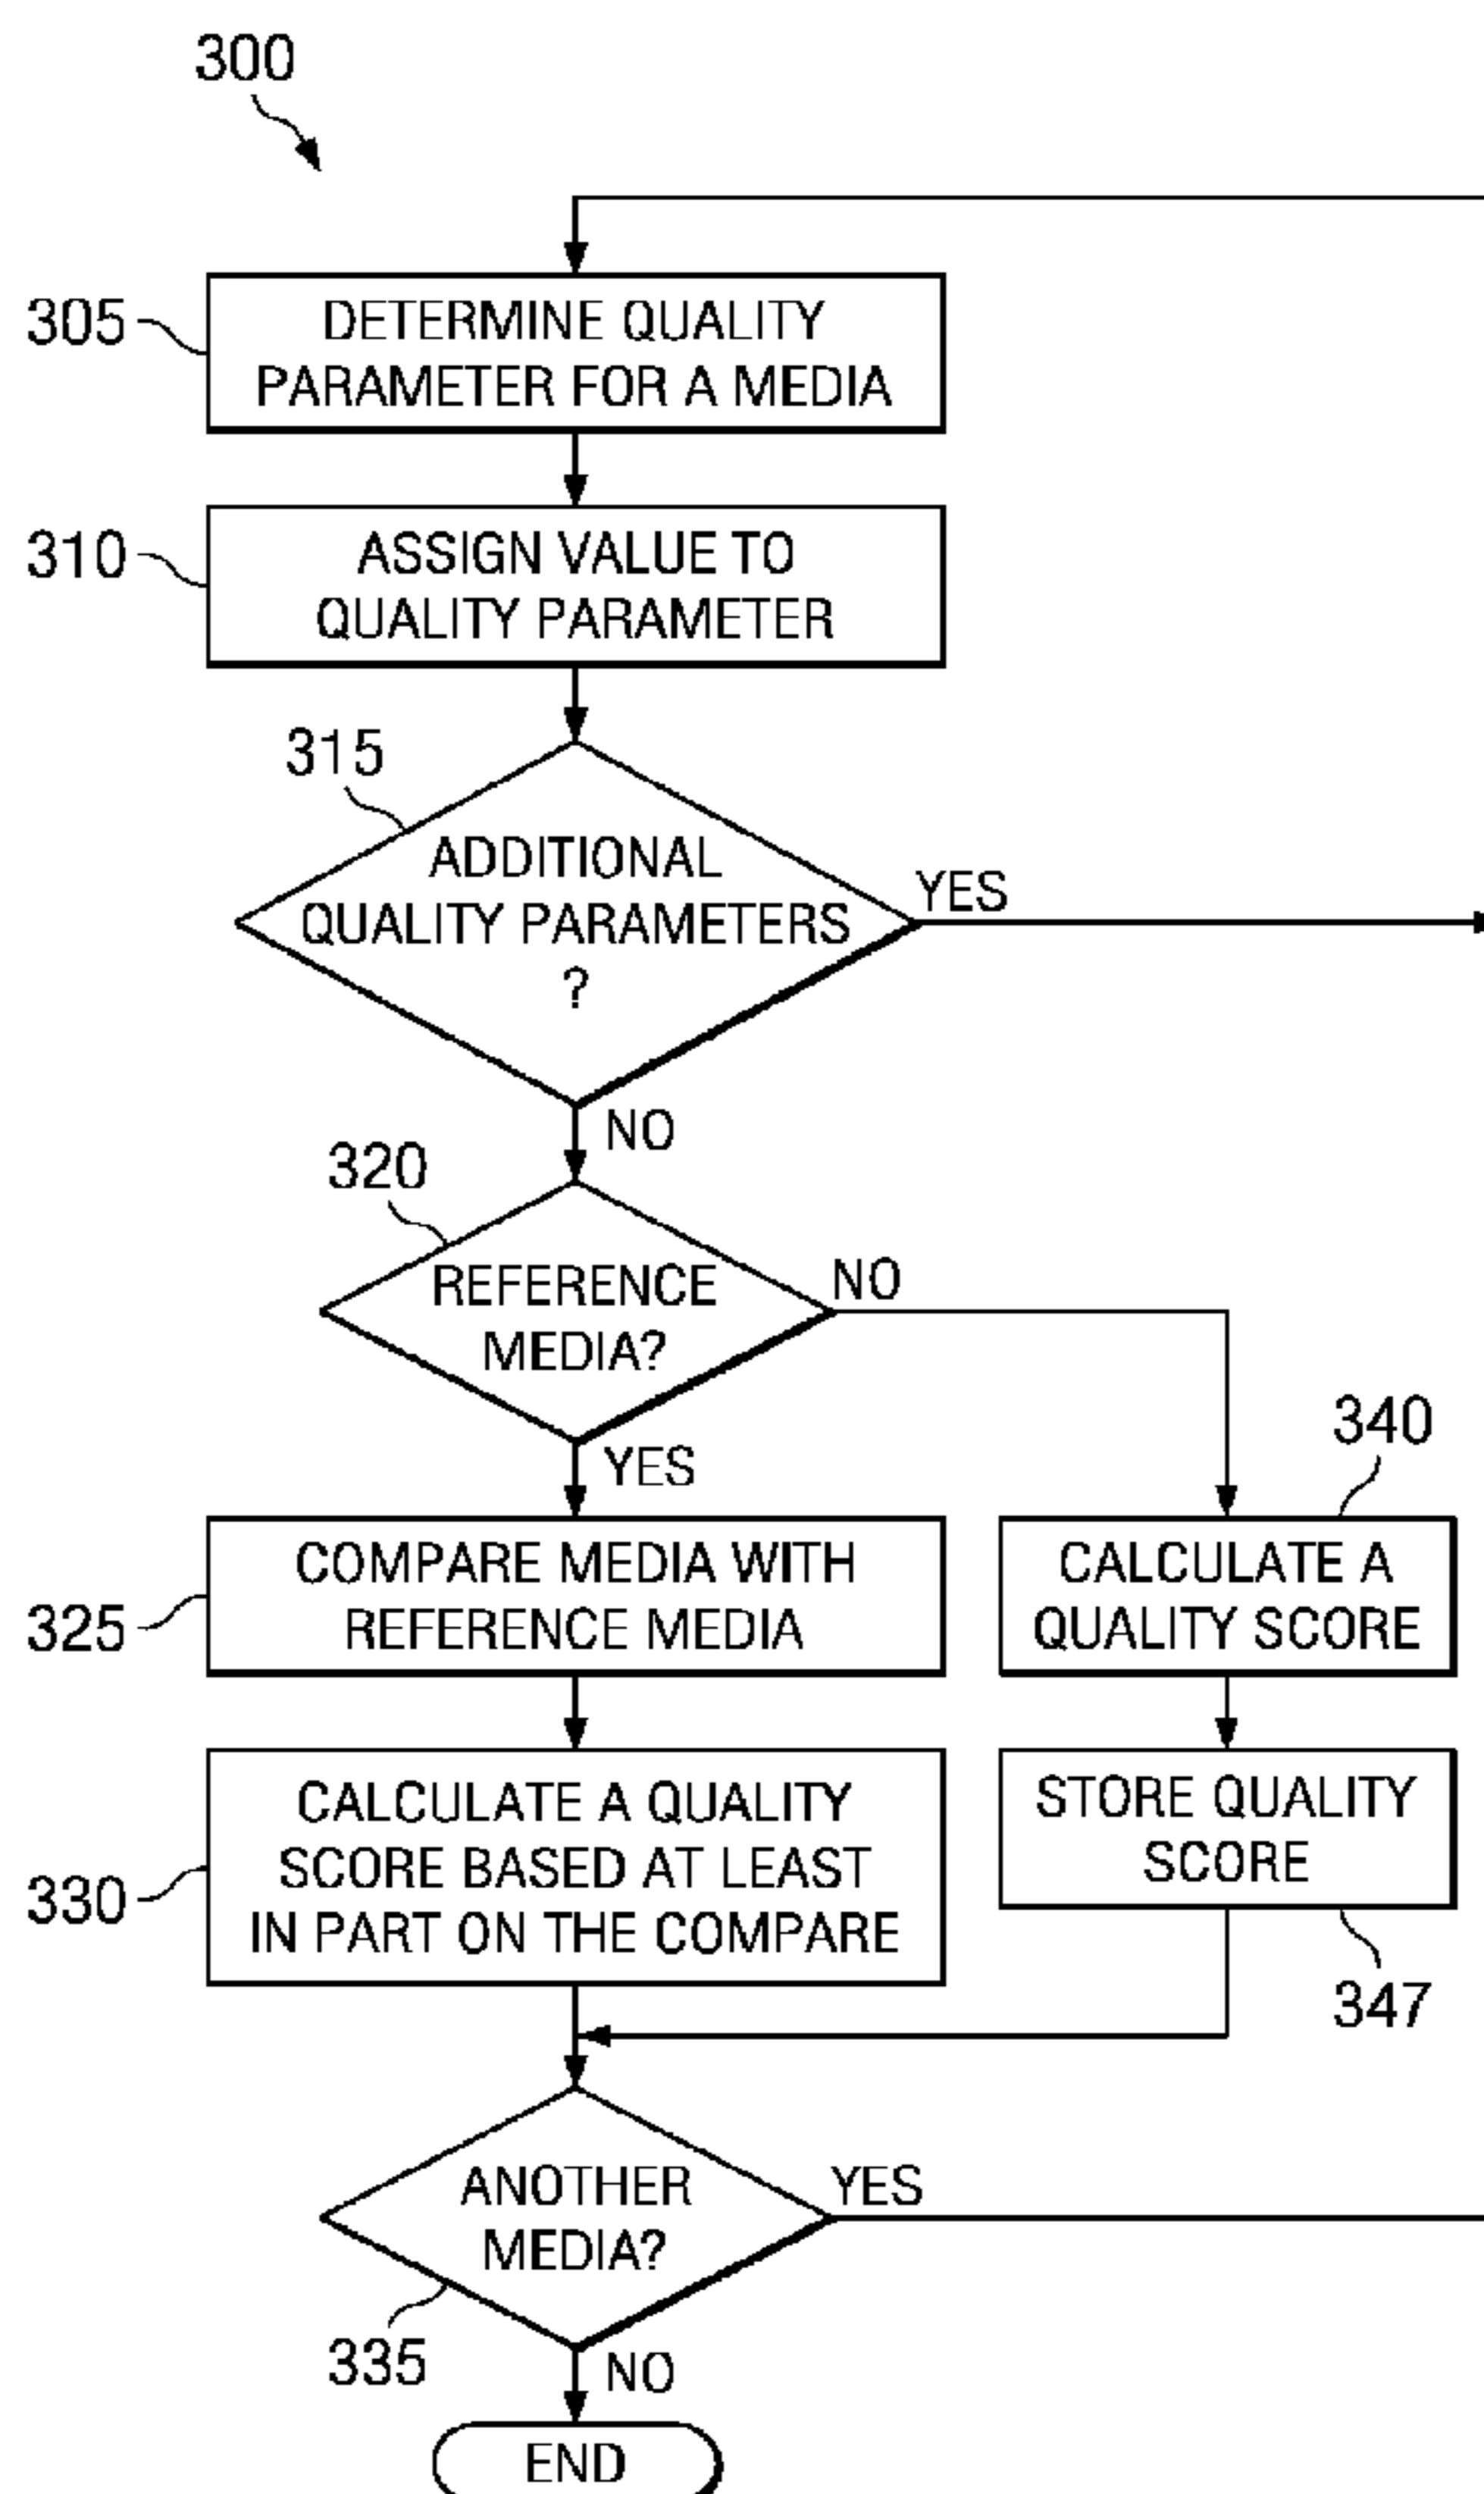 300
305
DETERMINE QUALITY
PARAMETER FOR A MEDIA
310
ASSIGN VALUE TO
QUALITY PARAMETER
315
ADDITIONAL
QUALITY PARAMETERS
?
YES
NO
320
REFERENCE
MEDIA?
NO
YES
325
COMPARE MEDIA WITH
REFERENCE MEDIA
340
CALCULATE A
QUALITY SCORE
330
CALCULATE A QUALITY
SCORE BASED AT LEAST
IN PART ON THE COMPARE
STORE QUALITY
SCORE
347
ANOTHER
MEDIA?
YES
335
NO
END